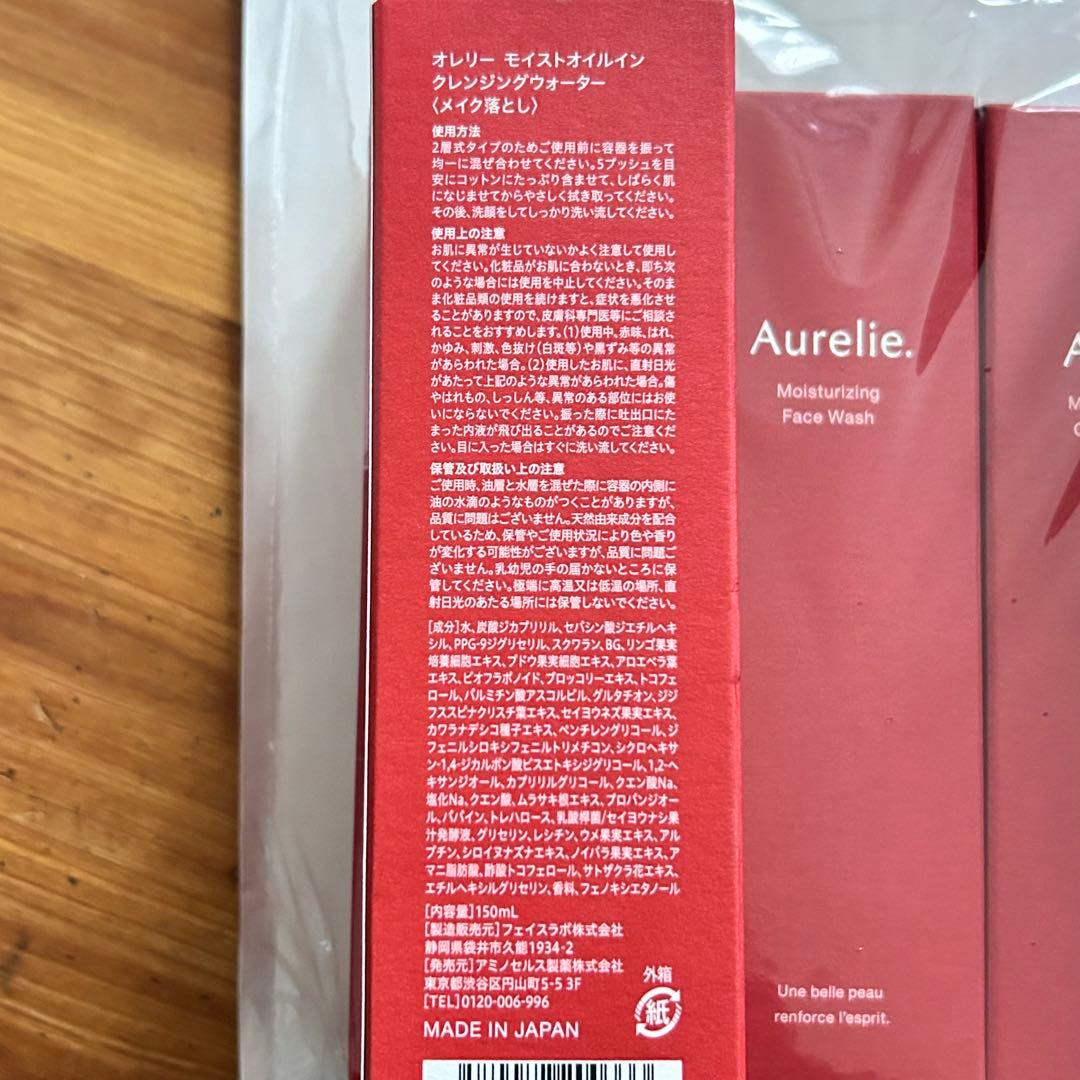 オレリー モイストオイルイン
クレンジングウォーター
〈メイク落とし〉
使用方法
2層式タイプのためご使用前に容器を振って
均一に混ぜ合わせてください。5プッシュを目
安にコットンにたっぷり含ませて、しばらく肌
になじませてからやさしく拭き取ってください。
その後、洗顔をしてしっかり洗い流してください。
使用上の注意
お肌に異常が生じていないかよく注意して使用し
てください。化粧品がお肌に合わないとき、即ち次
のような場合には使用を中止してください。そのま
ま化粧品類の使用を続けますと、症状を悪化させ
ることがありますので、皮膚科専門医等にご相談さ
れることをおすすめします。(1)使用中、赤味、はれ、
かゆみ、刺激、色抜け(白斑等)や黒ずみ等の異常
があらわれた場合。(2)使用したお肌に、直射日光
があたって上記のような異常があらわれた場合。傷
やはれもの、しっしん等、異常のある部位にはお使
いにならないでください。振った際に吐出口にた
まった内液が飛び出ることがあるのでご注意くだ
さい。目に入った場合はすぐに洗い流してください。
保管及び取扱い上の注意
ご使用時、油層と水層を混ぜた際に容器の内側に
油の水滴のようなものがつくことがありますが、
品質に問題はございません。天然由来成分を配合
しているため、保管やご使用状況により色や香り
が変化する可能性がございますが、品質に問題ご
ざいません。乳幼児の手の届かないところに保
管してください。極端に高温又は低温の場所、直
射日光のあたる場所には保管しないでください。
[成分]水、炭酸ジカプリリル、セバシン酸ジエチルヘキ
シル、PPG-9ジグリセリル、スクワラン、BG、リンゴ果実
培養細胞エキス、ブドウ果実細胞エキス、アロエベラ葉
エキス、ビオフラボノイド、ブロッコリーエキス、トコフェ
ロール、パルミチン酸アスコルビル、グルタチオン、ジジ
フススピナクリスチ葉エキス、セイヨウネズ果実エキス、
カワラナデシコ種子エキス、ペンチレングリコール、ジ
フェニルシロキシフェニルトリメチコン、シクロヘキサ
ン-1,4-ジカルボン酸ビスエトキシジグリコール、1,2-ヘ
キサンジオール、カプリリルグリコール、クエン酸Na、
塩化Na、クエン酸、ムラサキ根エキス、プロパンジオー
ル、パパイン、トレハロース、乳酸桿菌/セイヨウナシ果
汁発酵液、グリセリン、レシチン、ウメ果実エキス、アル
ブチン、シロイヌナズナエキス、ノイバラ果実エキス、ア
マニ脂肪酸、酢酸トコフェロール、サトザクラ花エキス、
エチルヘキシルグリセリン、香料、フェノキシエタノール
[内容量]150mL
[製造販売元]フェイスラボ株式会社
静岡県袋井市久能1934-2
[発売元]アミノセルス製薬株式会社
東京都渋谷区円山町5-5 3F
[TEL]0120-006-996
MADE IN JAPAN
外箱
紙
Aurelie.
Moisturizing
Face Wash
Une belle peau
renforce l'esprit.